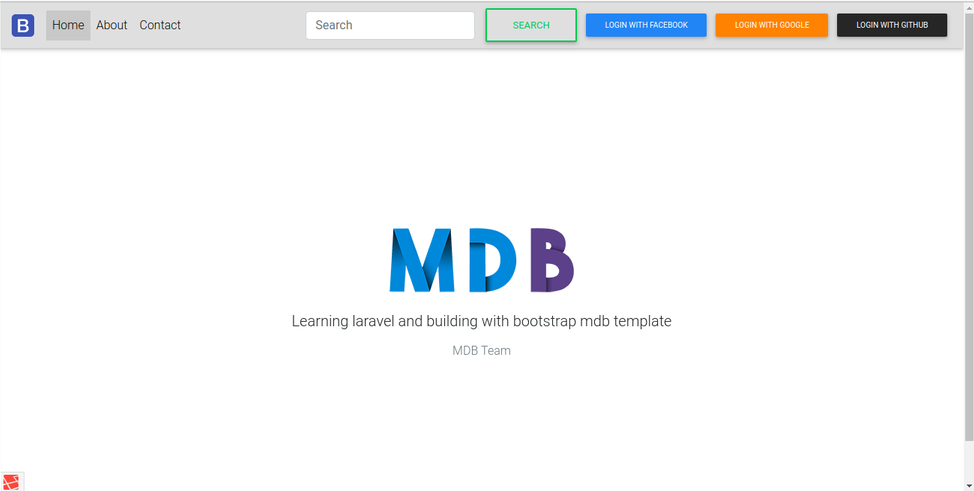 B Home About Contact Search SEARCH LOGIN WITH FACEBOOK LOGIN WITH GOOGLE LOGIN WITH GITHUB
MDB
Learning laravel and building with bootstrap mdb template
MDB Team